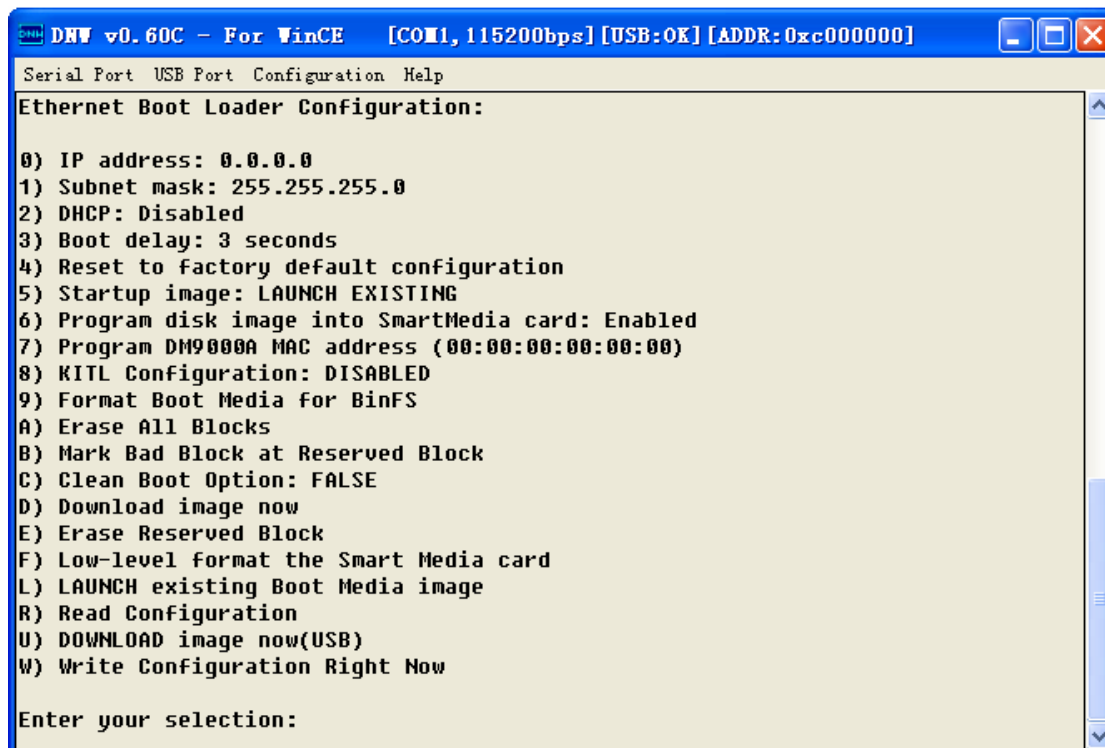 DNW v0.60C - For WinCE [COM1,115200bps][USB:OK][ADDR:0xc000000]
Serial Port USB Port Configuration Help
Ethernet Boot Loader Configuration:
0) IP address: 0.0.0.0
1) Subnet mask: 255.255.255.0
2) DHCP: Disabled
3) Boot delay: 3 seconds
4) Reset to factory default configuration
5) Startup image: LAUNCH EXISTING
6) Program disk image into SmartMedia card: Enabled
7) Program DM9000A MAC address (00:00:00:00:00:00)
8) KITL Configuration: DISABLED
9) Format Boot Media for BinFS
A) Erase All Blocks
B) Mark Bad Block at Reserved Block
C) Clean Boot Option: FALSE
D) Download image now
E) Erase Reserved Block
F) Low-level format the Smart Media card
L) LAUNCH existing Boot Media image
R) Read Configuration
U) DOWNLOAD image now(USB)
W) Write Configuration Right Now
Enter your selection: